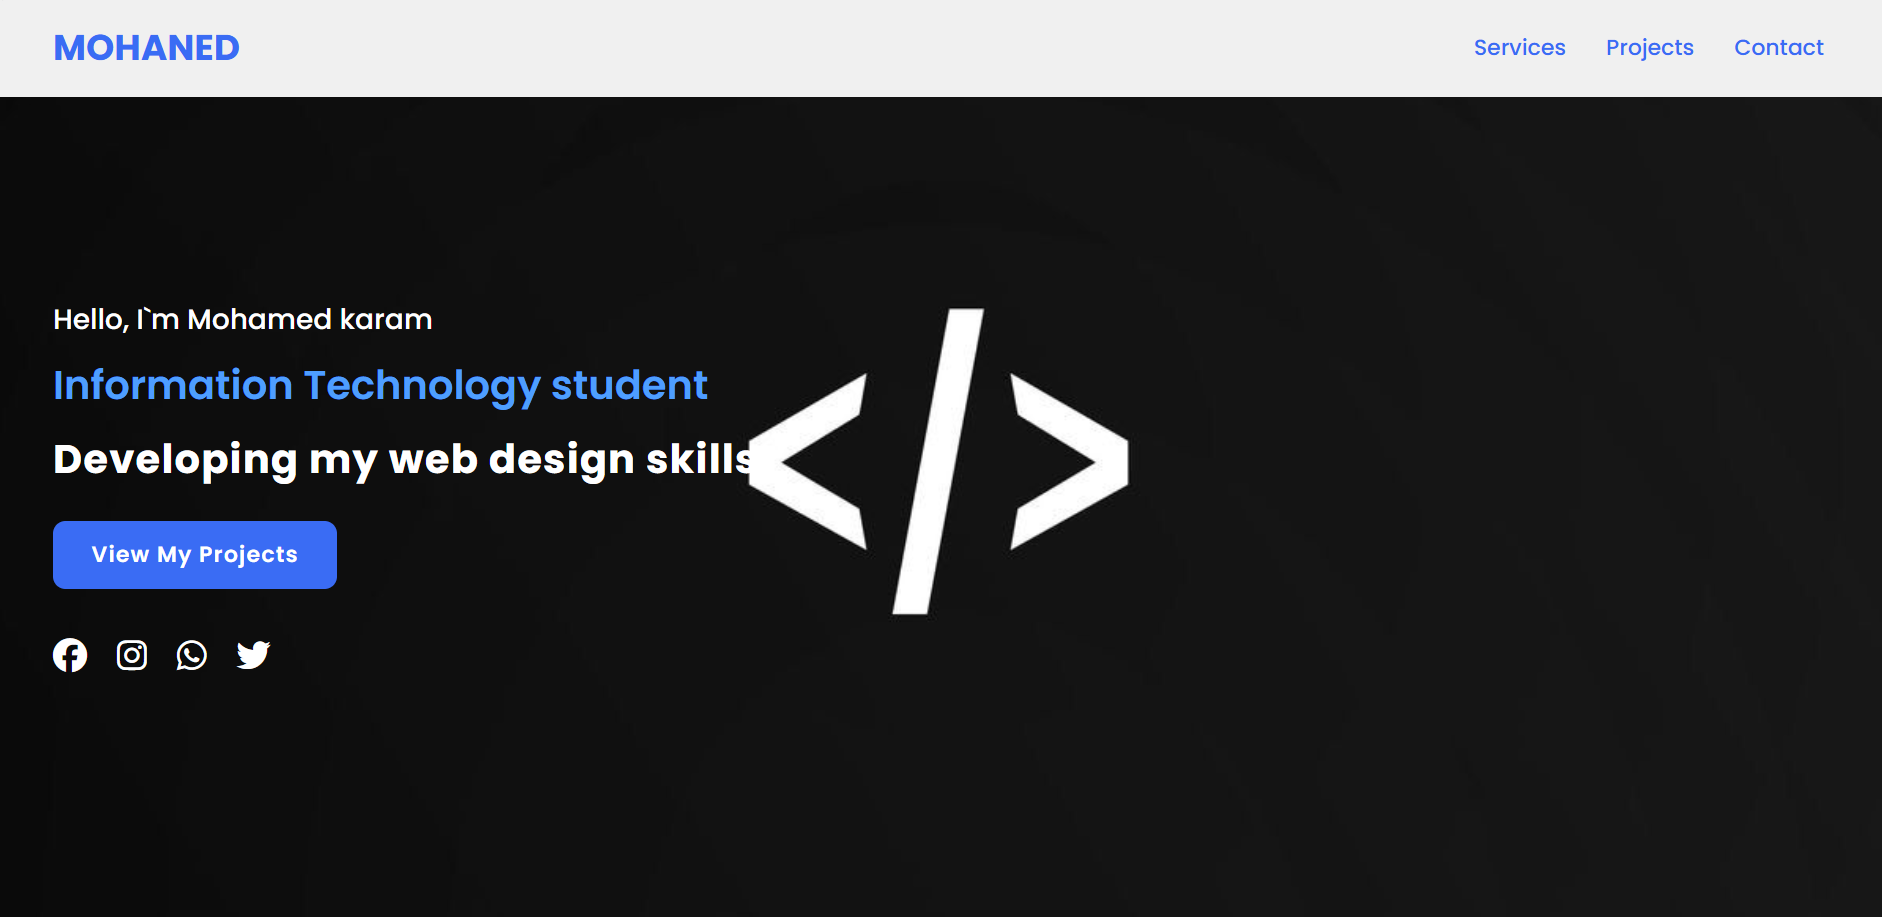 MOHANED
Services Projects Contact
Hello, I`m Mohamed karam
Information Technology student
Developing my web design skills
</>
View My Projects